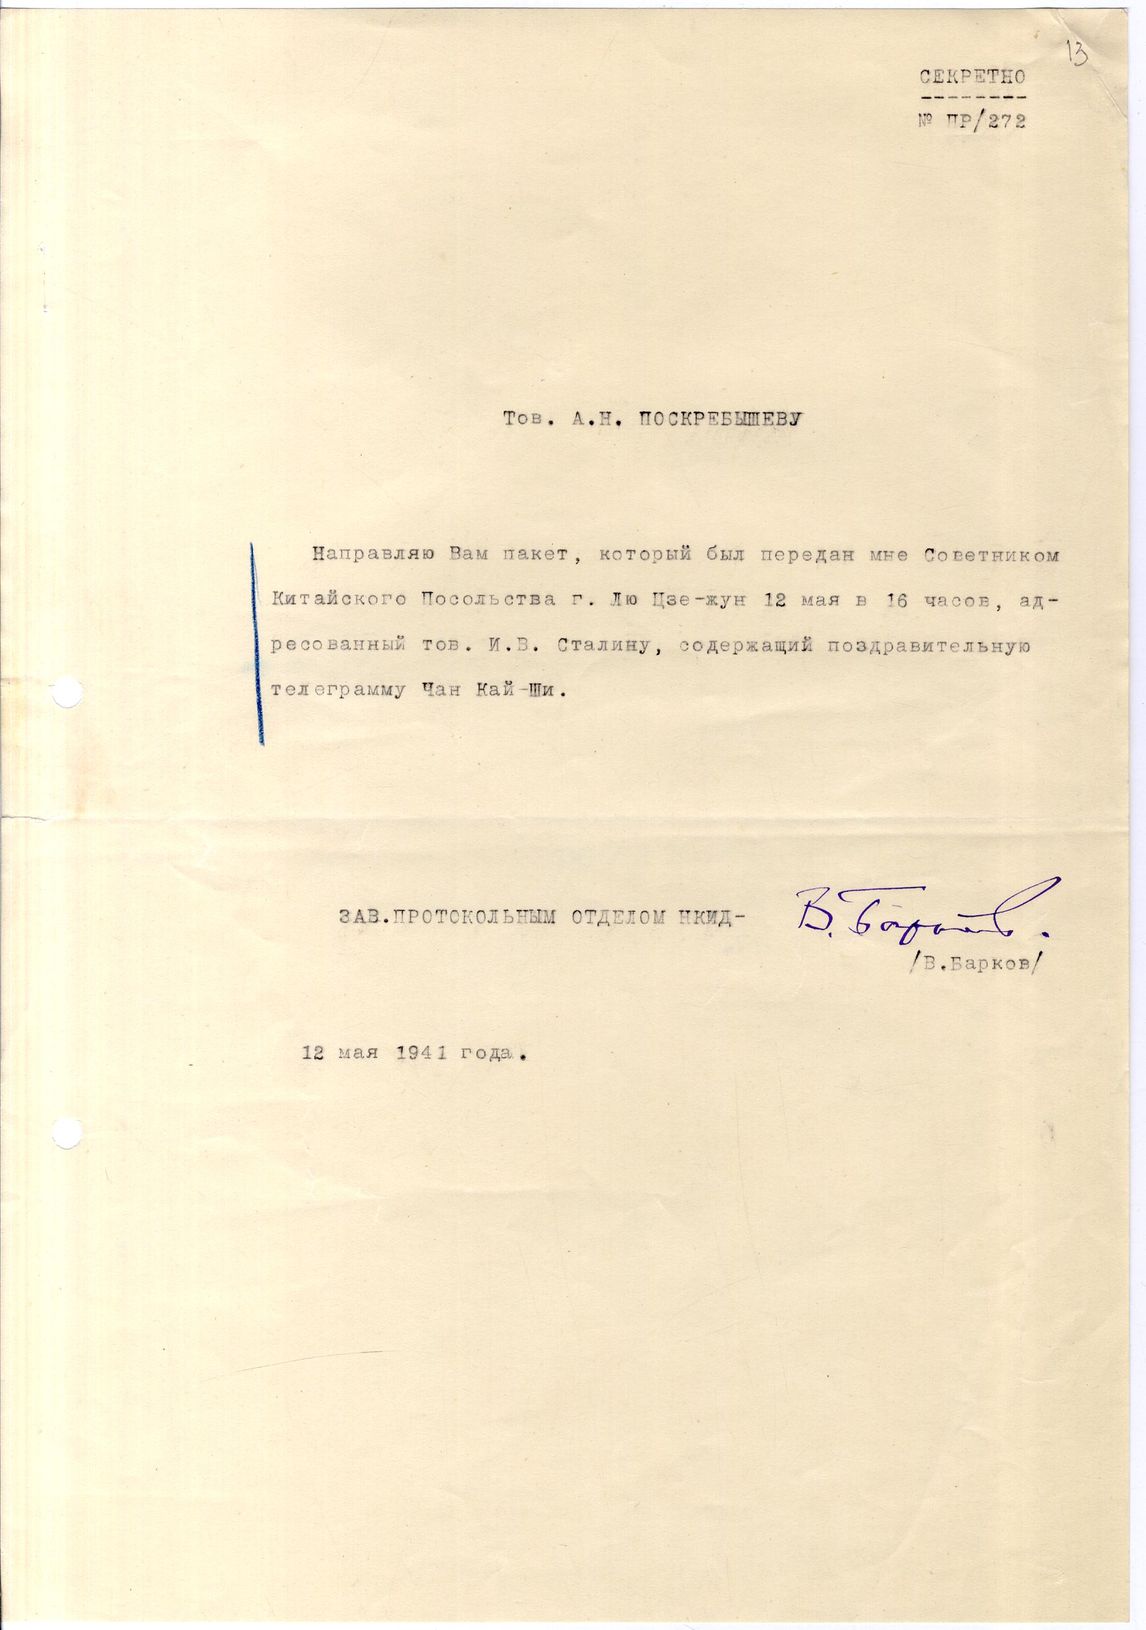 13
СЕКРЕТНО
№ ПР/272
Тов. А.Н. ПОСКРЕБЫШЕВУ
Направляю Вам пакет, который был передан мне Советником
Китайского Посольства г. Лю Цзе-жун 12 мая в 16 часов, ад-
ресованный тов. И.В. Сталину, содержащий поздравительную
телеграмму Чан Кай-Ши.
ЗАВ.ПРОТОКОЛЬНЫМ ОТДЕЛОМ НКИД-
В. Барков.
/В.Барков/
12 мая 1941 года.